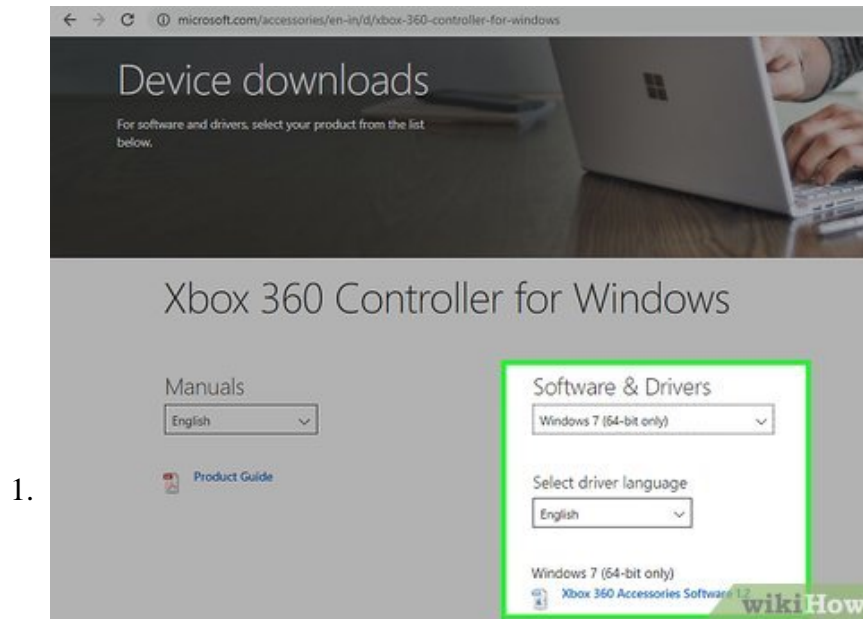 microsoft.com/accessories/en-in/d/xbox-360-controller-for-windows
Device downloads
For software and drivers, select your product from the list
below.
Xbox 360 Controller for Windows
Manuals
English
Product Guide
Software & Drivers
Windows 7 (64-bit only)
Select driver language
English
Windows 7 (64-bit only)
Xbox 360 Accessories Software 1.2
1.
wikiHow